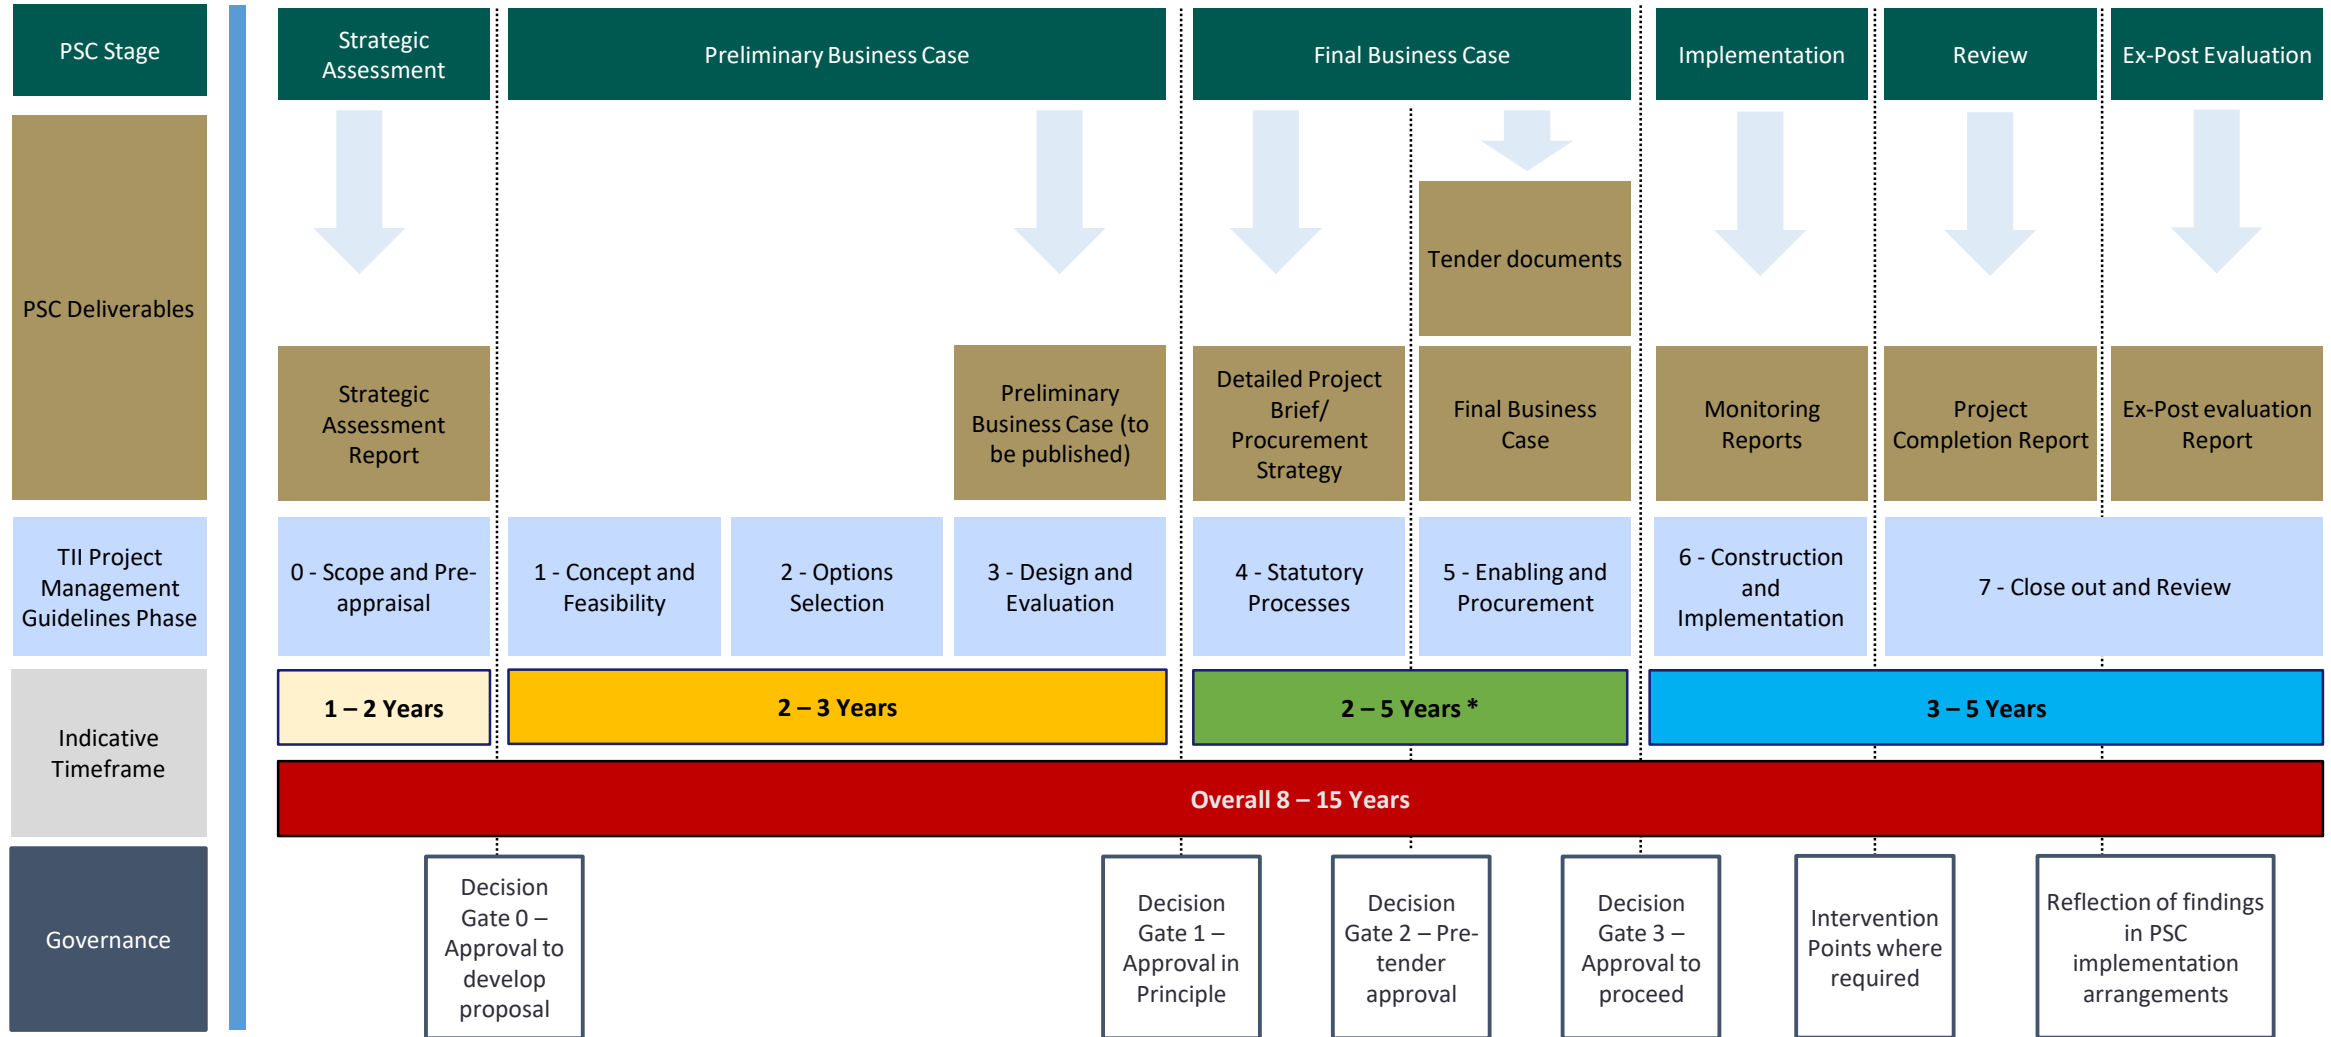 PSC Stage
Strategic
Assessment
Preliminary Business Case
Final Business Case
Implementation
Review
Ex-Post Evaluation
PSC Deliverables
Tender documents
Strategic
Assessment
Report
Preliminary
Business Case (to
be published)
Detailed Project
Brief/
Procurement
Strategy
Final Business
Case
Monitoring
Reports
Project
Completion Report
Ex-Post evaluation
Report
TII Project
Management
Guidelines Phase
0 - Scope and Pre-
appraisal
1 - Concept and
Feasibility
2 - Options
Selection
3 - Design and
Evaluation
4 - Statutory
Processes
5 - Enabling and
Procurement
6 - Construction
and
Implementation
7 - Close out and Review
Indicative
Timeframe
1 – 2 Years
2 – 3 Years
2 – 5 Years *
3 – 5 Years
Overall 8 – 15 Years
Governance
Decision
Gate 0 –
Approval to
develop
proposal
Decision
Gate 1 –
Approval in
Principle
Decision
Gate 2 – Pre-
tender
approval
Decision
Gate 3 –
Approval to
proceed
Intervention
Points where
required
Reflection of findings
in PSC
implementation
arrangements